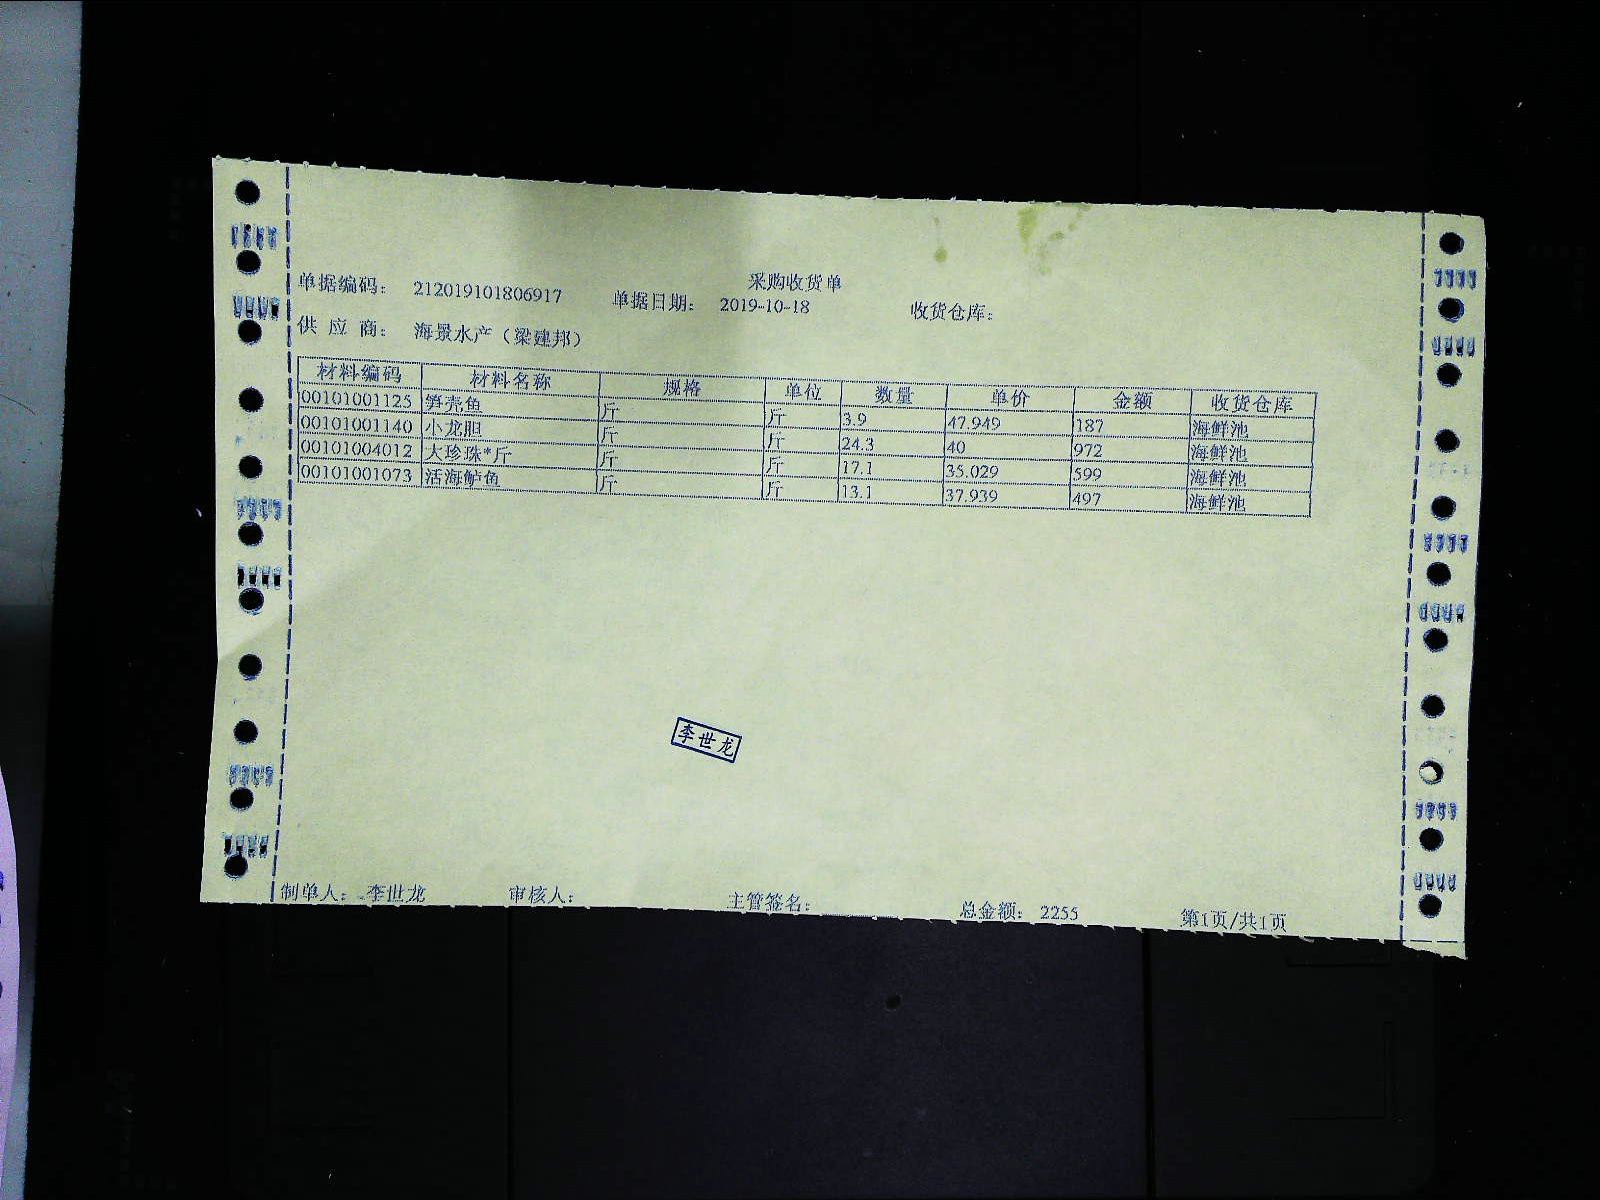 采购收货单
单据编码： 212019101806917 单据日期： 2019-10-18 收货仓库：
供 应 商： 海景水产（梁建邦）
材料编码 材料名称 规格 单位 数量 单价 金额 收货仓库
00101001125 笋壳鱼 斤 斤 3.9 47.949 187 海鲜池
00101001140 小龙胆 斤 斤 24.3 40 972 海鲜池
00101004012 大珍珠*斤 斤 斤 17.1 35.029 599 海鲜池
00101001073 活海鲈鱼 斤 斤 13.1 37.939 497 海鲜池
李世龙
制单人： 李世龙 审核人： 主管签名： 总金额： 2255 第1页/共1页